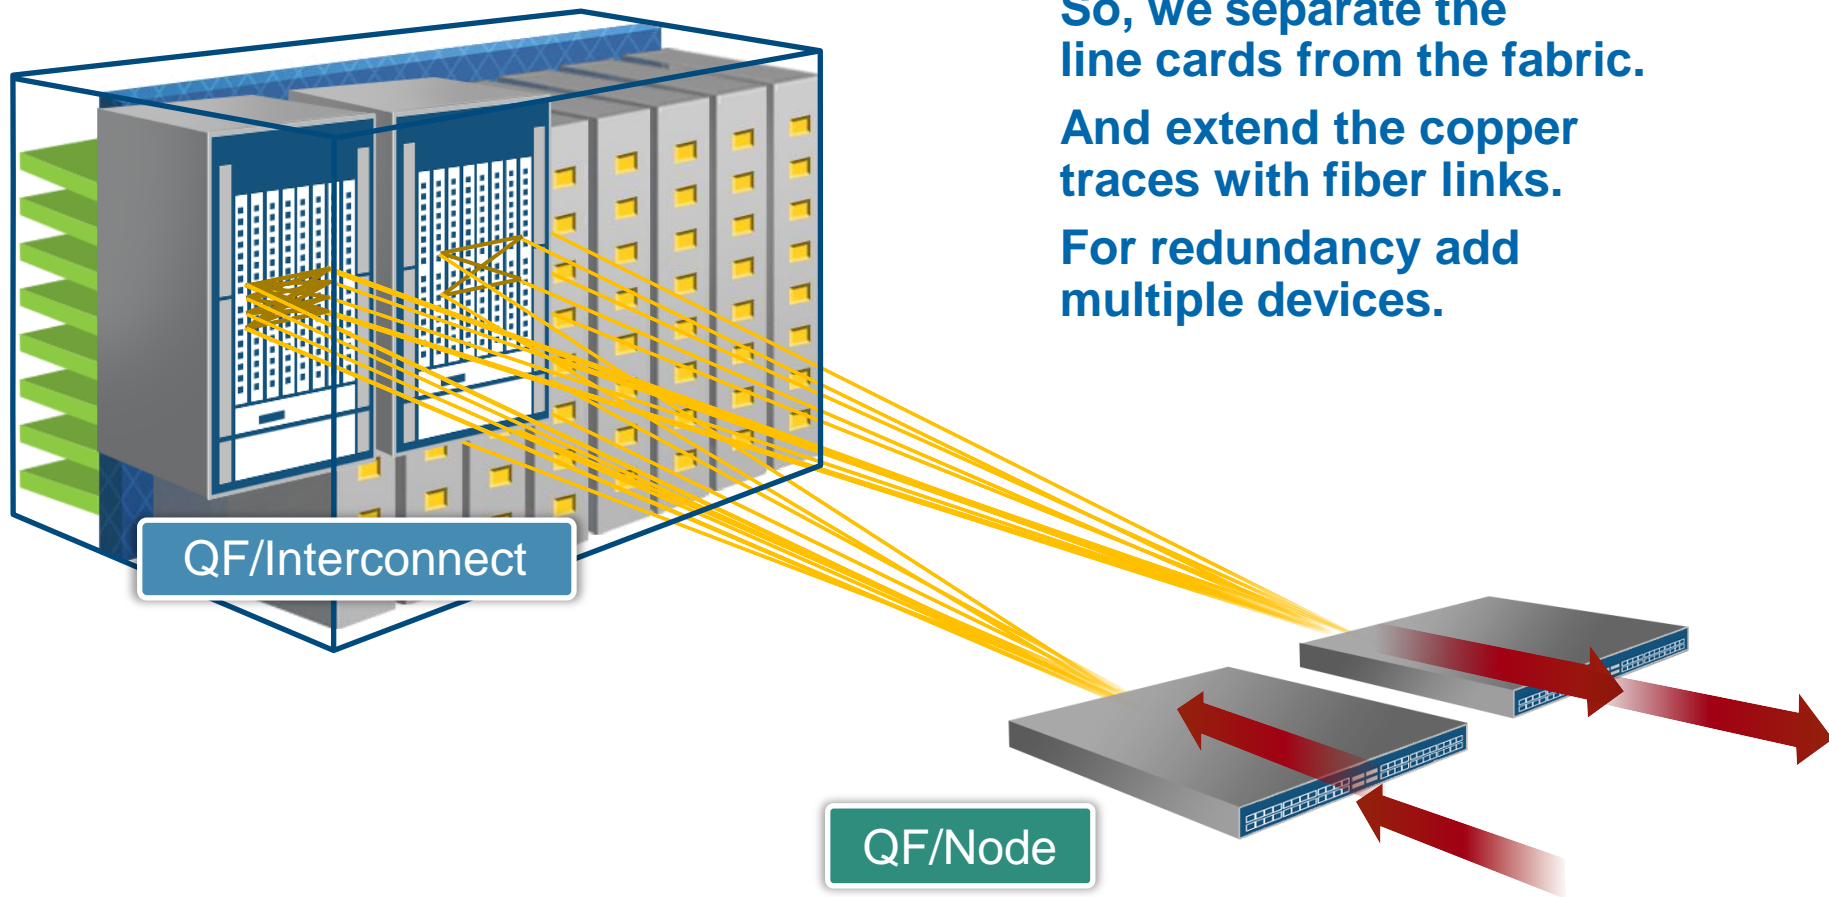 So, we separate the
line cards from the fabric.
And extend the copper
traces with fiber links.
For redundancy add
multiple devices.
QF/Interconnect
QF/Node